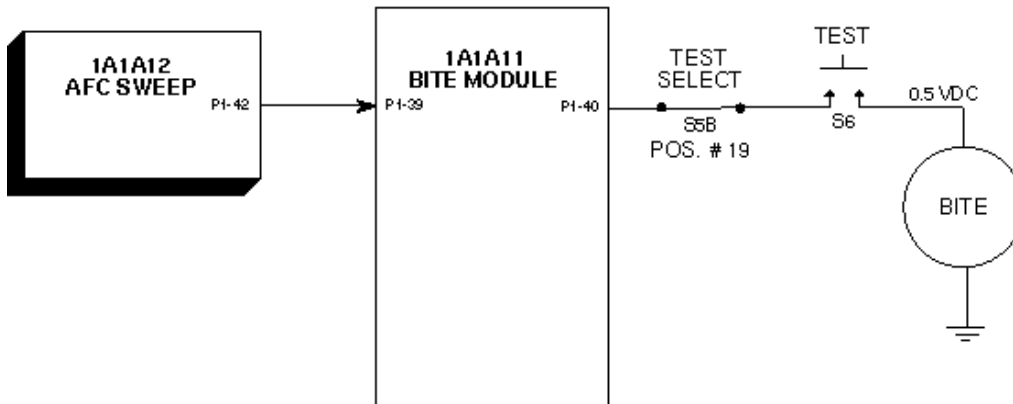 1A1A12
AFC SWEEP
P1-42
1A1A11
BITE MODULE
P1-39
P1-40
TEST
SELECT
S5B
POS. # 19
TEST
S6
0.5 VDC
BITE